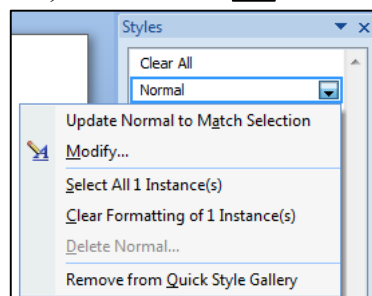 Styles
Clear All
Normal
Update Normal to Match Selection
Modify...
Select All 1 Instance(s)
Clear Formatting of 1 Instance(s)
Delete Normal...
Remove from Quick Style Gallery